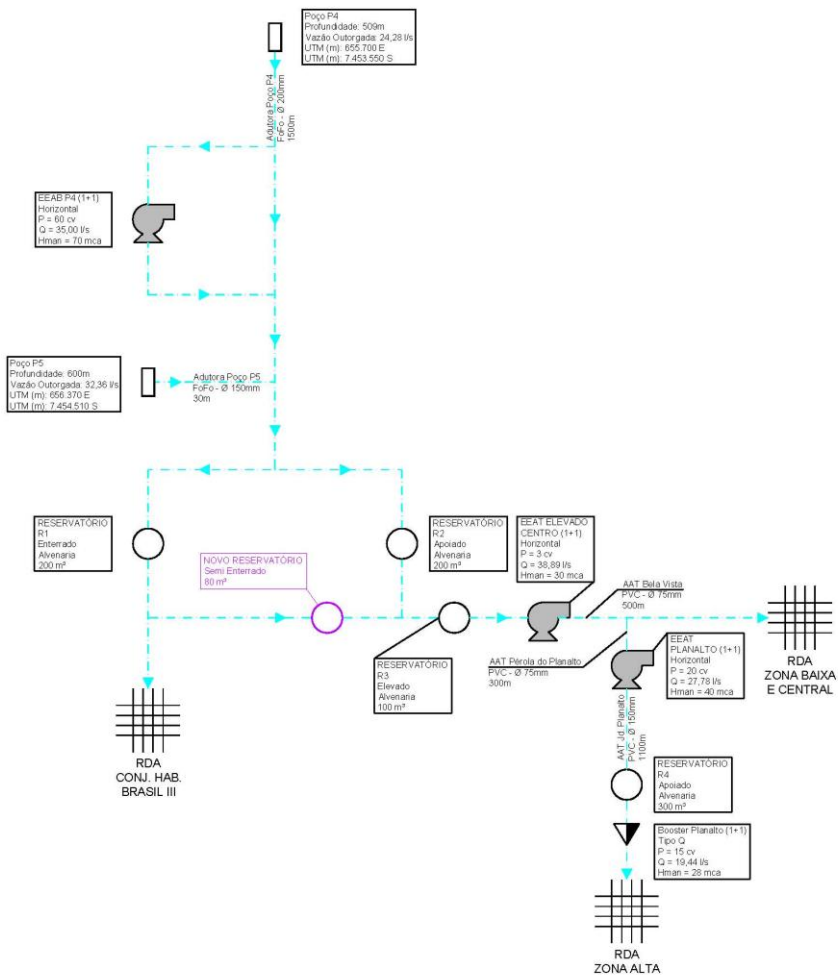 Poço P4
Profundidade: 509m
Vazão Outorgada: 24,28 l/s
UTM (m): 655.700 E
UTM (m): 7.453.550 S
Adutora Poço P4
FoFo - Ø 200mm
1500m
EEAB P4 (1+1)
Horizontal
P = 60 cv
Q = 35,00 l/s
Hman = 70 mca
Poço P5
Profundidade: 600m
Vazão Outorgada: 32,36 l/s
UTM (m): 656.370 E
UTM (m): 7.454.510 S
Adutora Poço P5
FoFo - Ø 150mm
30m
RESERVATÓRIO
R1
Enterrado
Alvenaria
200 m³
NOVO RESERVATÓRIO
Semi Enterrado
80 m³
RESERVATÓRIO
R2
Apoiado
Alvenaria
200 m³
EEAT ELEVADO
CENTRO (1+1)
Horizontal
P = 3 cv
Q = 38,89 l/s
Hman = 30 mca
AAT Bela Vista
PVC - Ø 75mm
500m
RESERVATÓRIO
R3
Elevado
Alvenaria
100 m³
AAT Pérola do Planalto
PVC - Ø 75mm
300m
EEAT
PLANALTO (1+1)
Horizontal
P = 20 cv
Q = 27,78 l/s
Hman = 40 mca
RDA
ZONA BAIXA
E CENTRAL
AAT Jd. Planalto
PVC - Ø 150mm
1100m
RDA
CONJ. HAB.
BRASIL III
RESERVATÓRIO
R4
Apoiado
Alvenaria
300 m³
Booster Planalto (1+1)
Tipo Q
P = 15 cv
Q = 19,44 l/s
Hman = 28 mca
RDA
ZONA ALTA